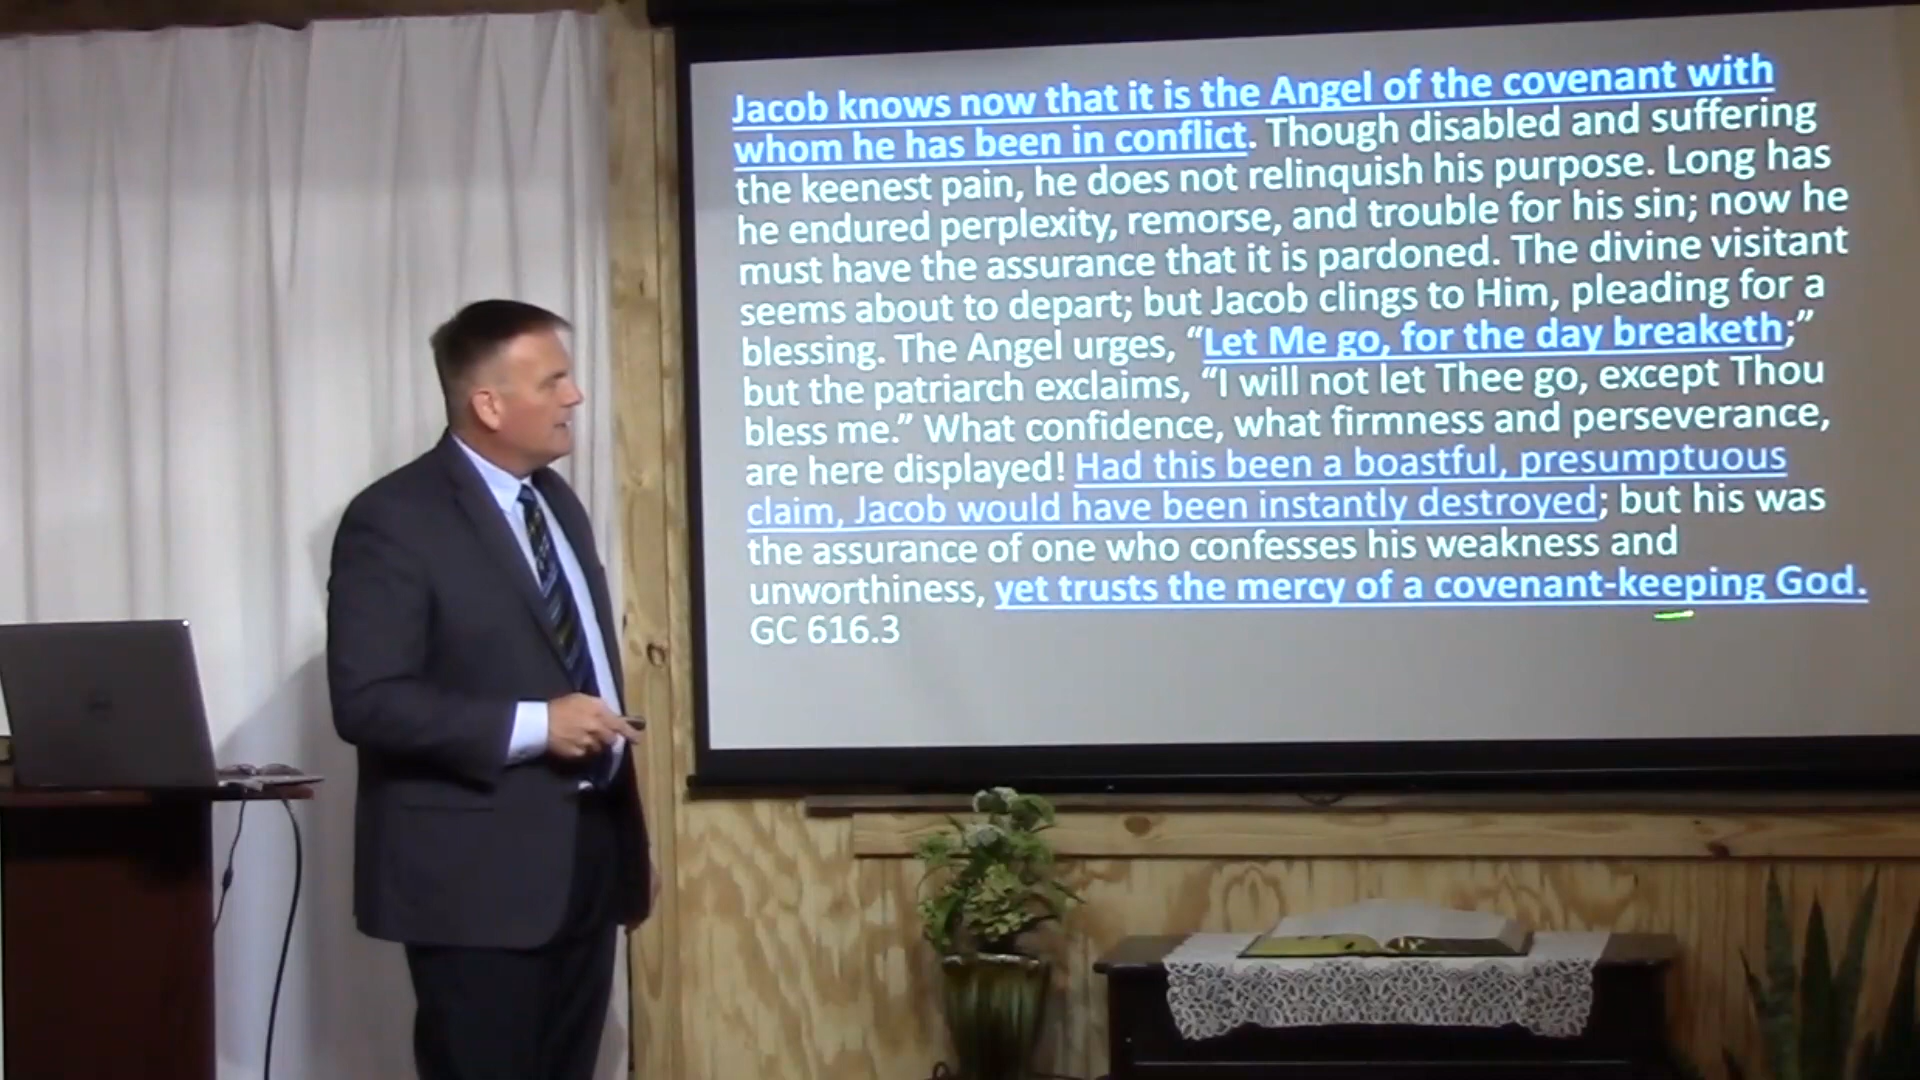 Jacob knows now that it is the Angel of the covenant with
whom he has been in conflict. Though disabled and suffering
the keenest pain, he does not relinquish his purpose. Long has
he endured perplexity, remorse, and trouble for his sin; now he
must have the assurance that it is pardoned. The divine visitant
seems about to depart; but Jacob clings to Him, pleading for a
blessing. The Angel urges, “Let Me go, for the day breaketh;”
but the patriarch exclaims, “I will not let Thee go, except Thou
bless me.” What confidence, what firmness and perseverance,
are here displayed! Had this been a boastful, presumptuous
claim, Jacob would have been instantly destroyed; but his was
the assurance of one who confesses his weakness and
unworthiness, yet trusts the mercy of a covenant-keeping God.
GC 616.3